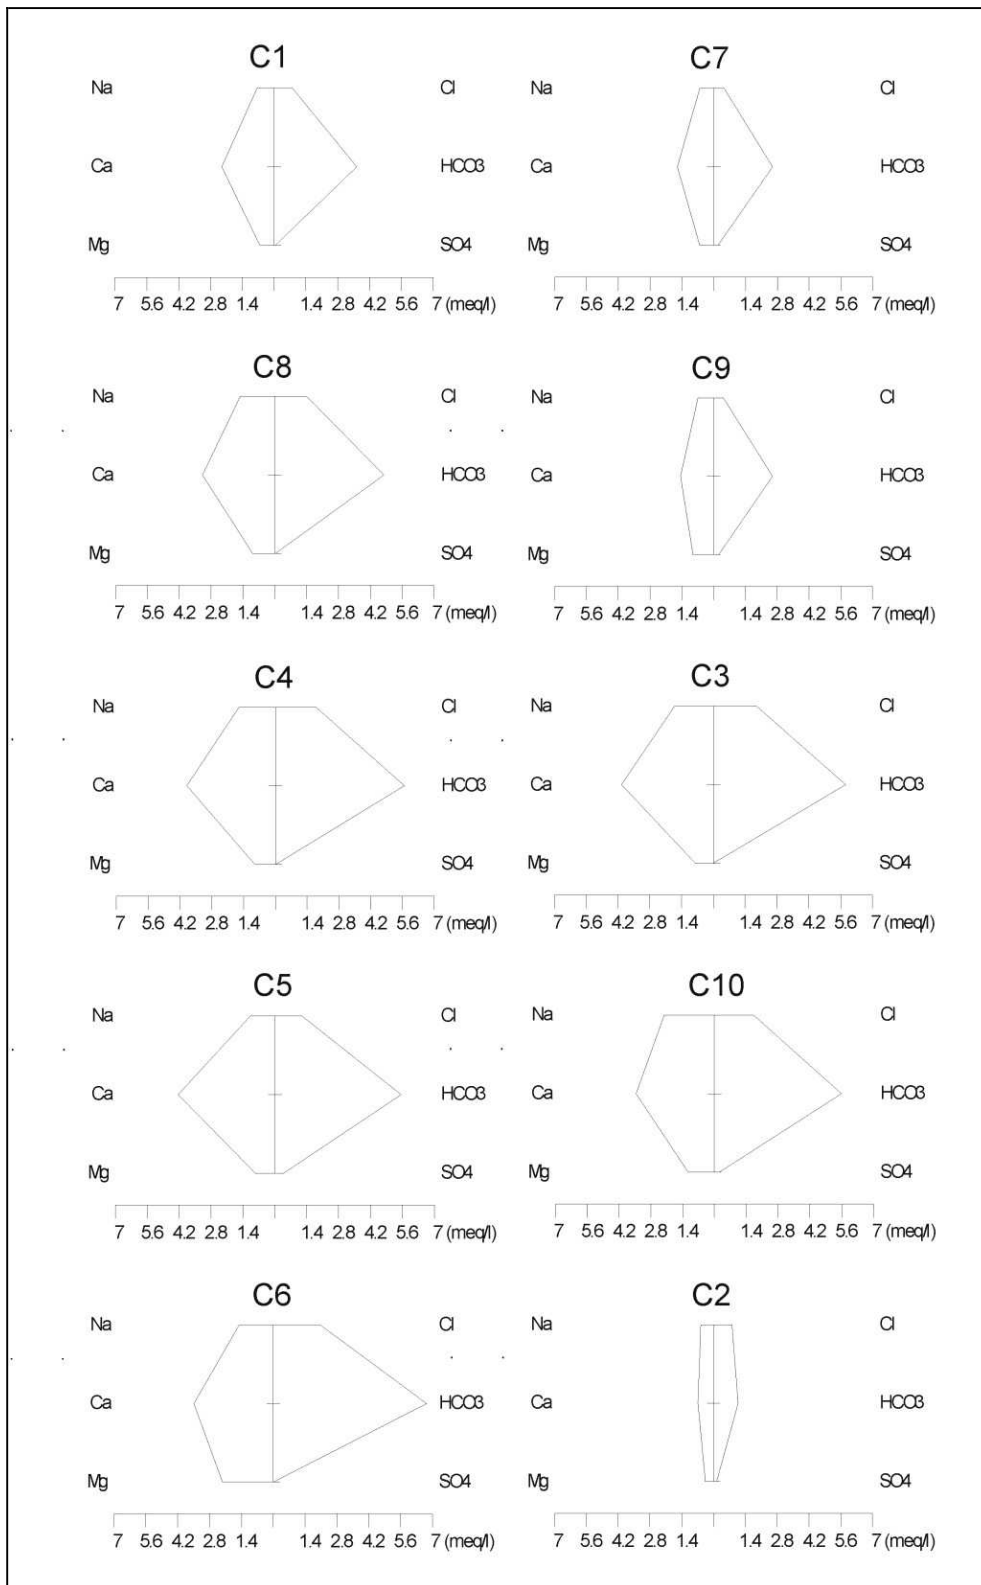 C1 C7
Na Cl Na Cl
Ca HCO3 Ca HCO3
Mg SO4 Mg SO4
7 5.6 4.2 2.8 1.4 1.4 2.8 4.2 5.6 7 (meq/l) 7 5.6 4.2 2.8 1.4 1.4 2.8 4.2 5.6 7 (meq/l)
C8 C9
Na Cl Na Cl
Ca HCO3 Ca HCO3
Mg SO4 Mg SO4
7 5.6 4.2 2.8 1.4 1.4 2.8 4.2 5.6 7 (meq/l) 7 5.6 4.2 2.8 1.4 1.4 2.8 4.2 5.6 7 (meq/l)
C4 C3
Na Cl Na Cl
Ca HCO3 Ca HCO3
Mg SO4 Mg SO4
7 5.6 4.2 2.8 1.4 1.4 2.8 4.2 5.6 7 (meq/l) 7 5.6 4.2 2.8 1.4 1.4 2.8 4.2 5.6 7 (meq/l)
C5 C10
Na Cl Na Cl
Ca HCO3 Ca HCO3
Mg SO4 Mg SO4
7 5.6 4.2 2.8 1.4 1.4 2.8 4.2 5.6 7 (meq/l) 7 5.6 4.2 2.8 1.4 1.4 2.8 4.2 5.6 7 (meq/l)
C6 C2
Na Cl Na Cl
Ca HCO3 Ca HCO3
Mg SO4 Mg SO4
7 5.6 4.2 2.8 1.4 1.4 2.8 4.2 5.6 7 (meq/l) 7 5.6 4.2 2.8 1.4 1.4 2.8 4.2 5.6 7 (meq/l)